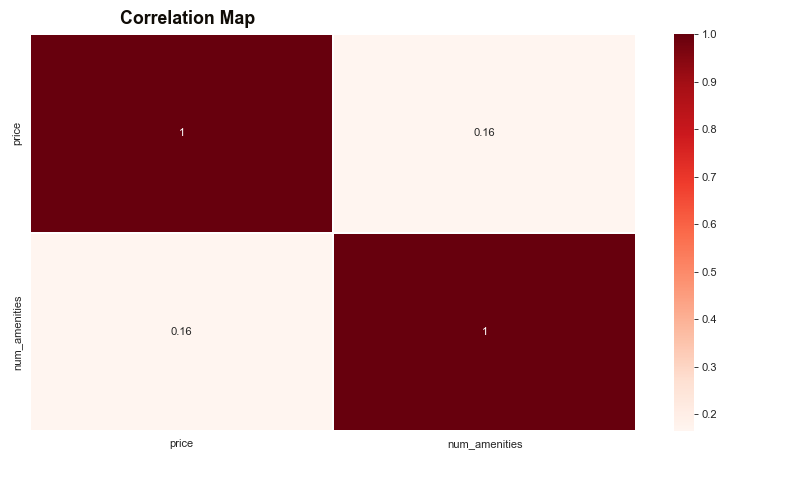 Correlation Map
price
num_amenities
1
0.16
0.16
1
price
num_amenities
1.0
0.9
0.8
0.7
0.6
0.5
0.4
0.3
0.2